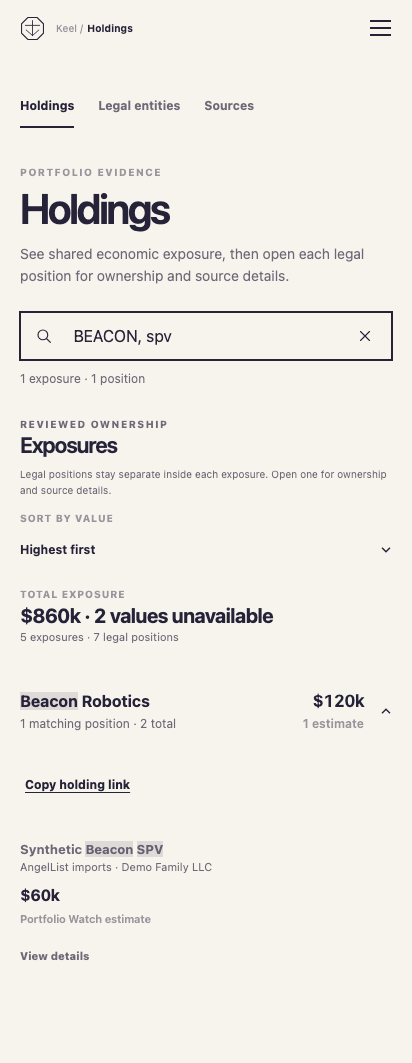 Keel / Holdings
Holdings Legal entities Sources
PORTFOLIO EVIDENCE
Holdings
See shared economic exposure, then open each legal
position for ownership and source details.
BEACON, spv
1 exposure · 1 position
REVIEWED OWNERSHIP
Exposures
Legal positions stay separate inside each exposure. Open one for ownership
and source details.
SORT BY VALUE
Highest first
TOTAL EXPOSURE
$860k · 2 values unavailable
5 exposures · 7 legal positions
Beacon Robotics $120k
1 matching position · 2 total 1 estimate
Copy holding link
Synthetic Beacon SPV
AngelList imports · Demo Family LLC
$60k
Portfolio Watch estimate
View details